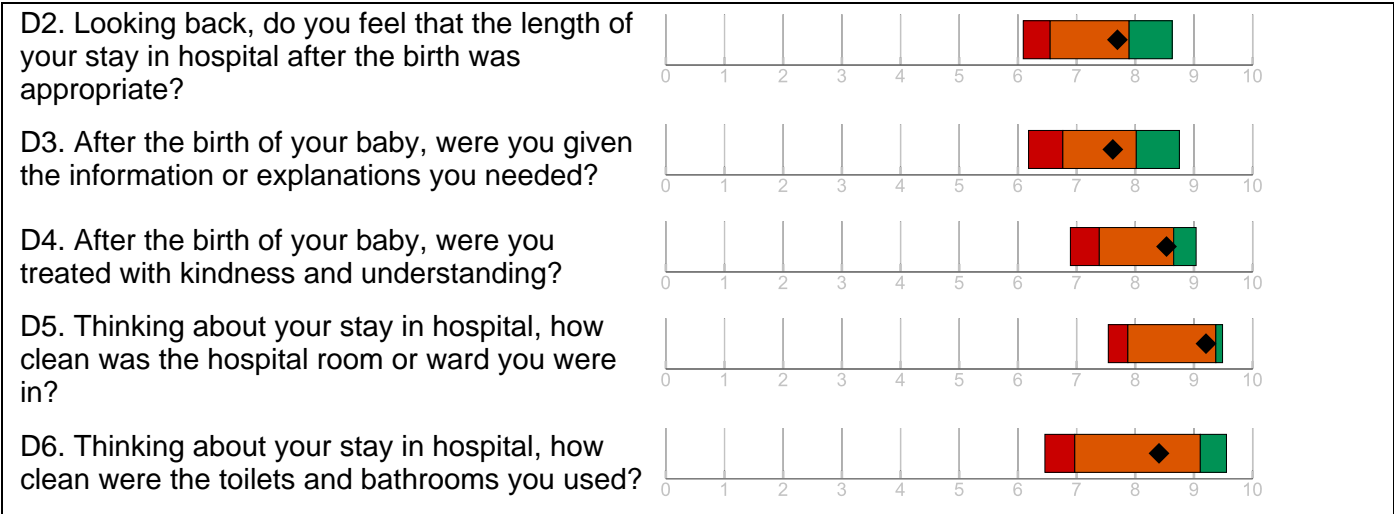 D2. Looking back, do you feel that the length of
your stay in hospital after the birth was
appropriate?
0 1 2 3 4 5 6 7 8 9 10
D3. After the birth of your baby, were you given
the information or explanations you needed?
0 1 2 3 4 5 6 7 8 9 10
D4. After the birth of your baby, were you
treated with kindness and understanding?
0 1 2 3 4 5 6 7 8 9 10
D5. Thinking about your stay in hospital, how
clean was the hospital room or ward you were
in?
0 1 2 3 4 5 6 7 8 9 10
D6. Thinking about your stay in hospital, how
clean were the toilets and bathrooms you used?
0 1 2 3 4 5 6 7 8 9 10